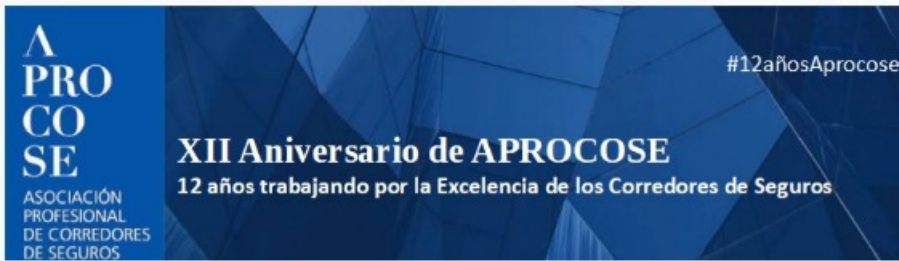 Λ
PRO
CO
SE
ASOCIACIÓN
PROFESIONAL
DE CORREDORES
DE SEGUROS
#12añosAprocose
XII Aniversario de APROCOSE
12 años trabajando por la Excelencia de los Corredores de Seguros